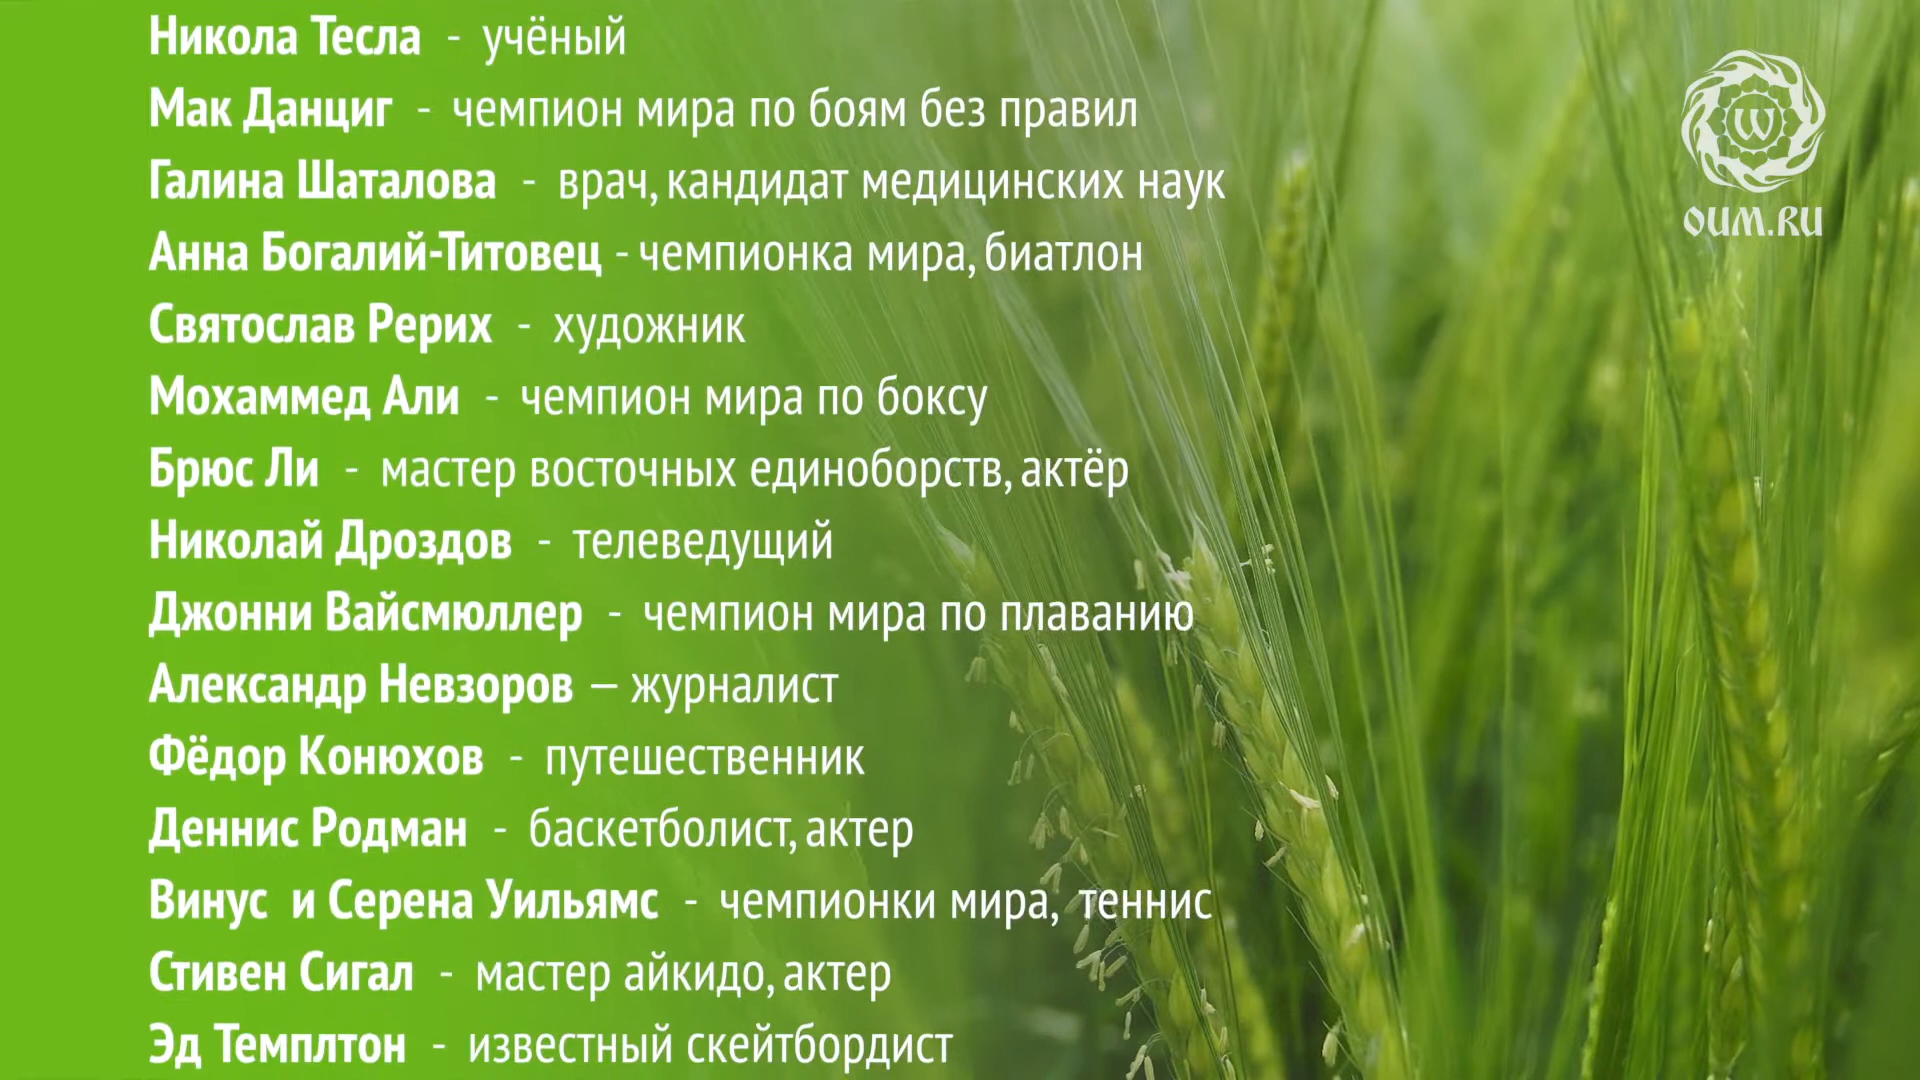 Никола Тесла - учёный
Мак Данциг - чемпион мира по боям без правил
Галина Шаталова - врач, кандидат медицинских наук
Анна Богалий-Титовец - чемпионка мира, биатлон
Святослав Рерих - художник
Мохаммед Али - чемпион мира по боксу
Брюс Ли - мастер восточных единоборств, актёр
Николай Дроздов - телеведущий
Джонни Вайсмюллер - чемпион мира по плаванию
Александр Невзоров – журналист
Фёдор Конюхов - путешественник
Деннис Родман - баскетболист, актер
Винус и Серена Уильямс - чемпионки мира, теннис
Стивен Сигал - мастер айкидо, актер
Эд Темплтон - известный скейтбордист
W
OUM.RU